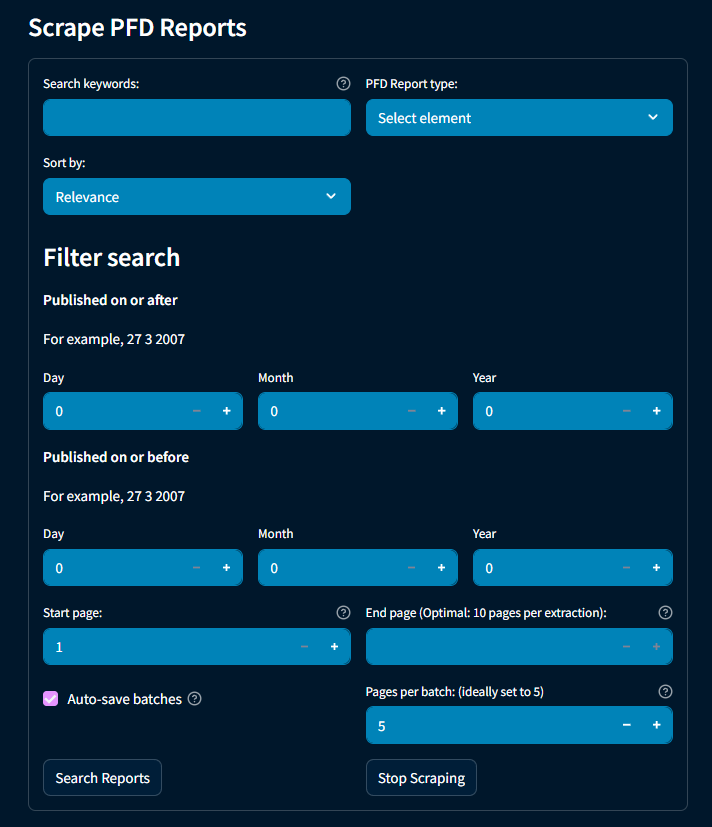 Scrape PFD Reports
Search keywords:
PFD Report type:
Select element
Sort by:
Relevance
Filter search
Published on or after
For example, 27 3 2007
Day
Month
Year
0
0
0
Published on or before
For example, 27 3 2007
Day
Month
Year
0
0
0
Start page:
End page (Optimal: 10 pages per extraction):
1
Auto-save batches
Pages per batch: (ideally set to 5)
5
Search Reports
Stop Scraping